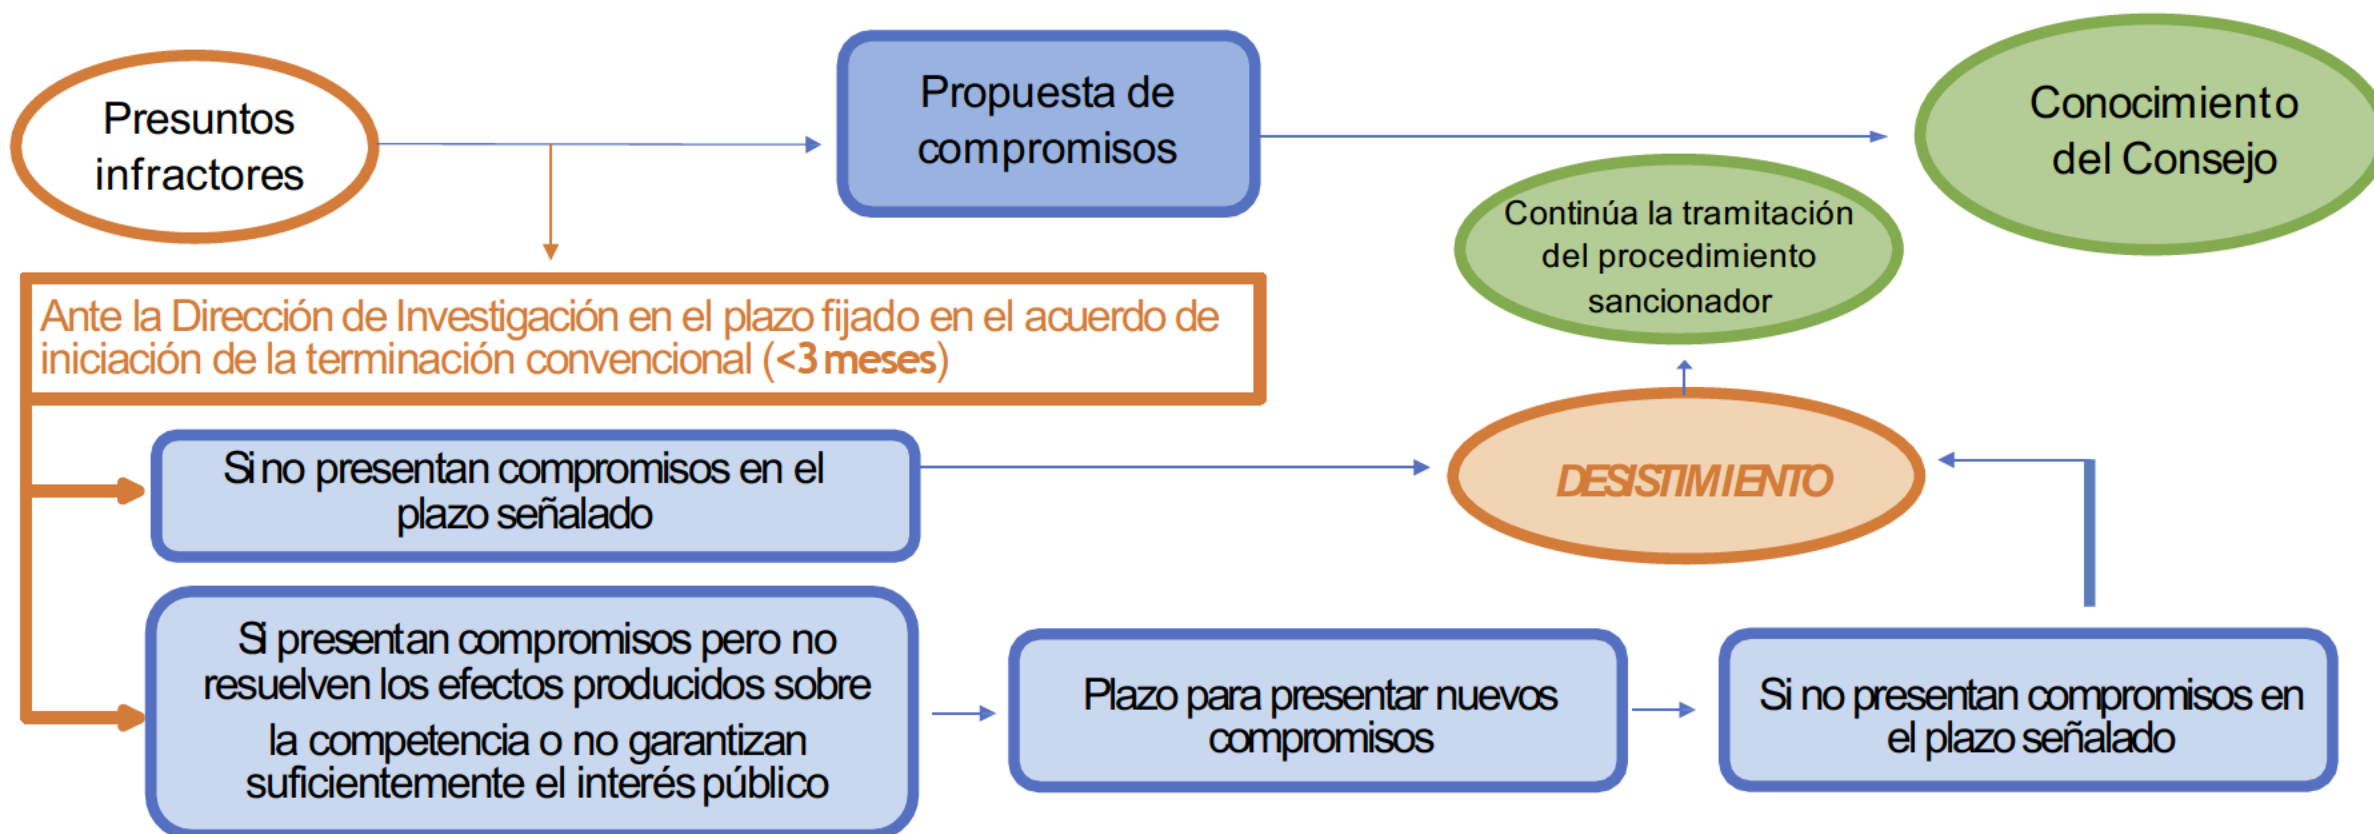 Presuntos
infractores
Propuesta de
compromisos
Conocimiento
del Consejo
Continúa la tramitación
del procedimiento
sancionador
Ante la Dirección de Investigación en el plazo fijado en el acuerdo de
iniciación de la terminación convencional (<3 meses)
Si no presentan compromisos en el
plazo señalado
DESISTIMIENTO
Si presentan compromisos pero no
resuelven los efectos producidos sobre
la competencia o no garantizan
suficientemente el interés público
Plazo para presentar nuevos
compromisos
Si no presentan compromisos en
el plazo señalado